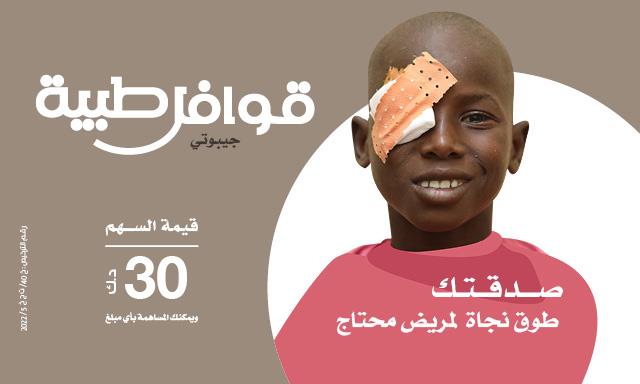 قوافل طبية
جيبوتي
قيمة السهم
30 د.ك
ويمكنك المساهمة بأي مبلغ
صدقتك
طوق نجاة لمريض محتاج